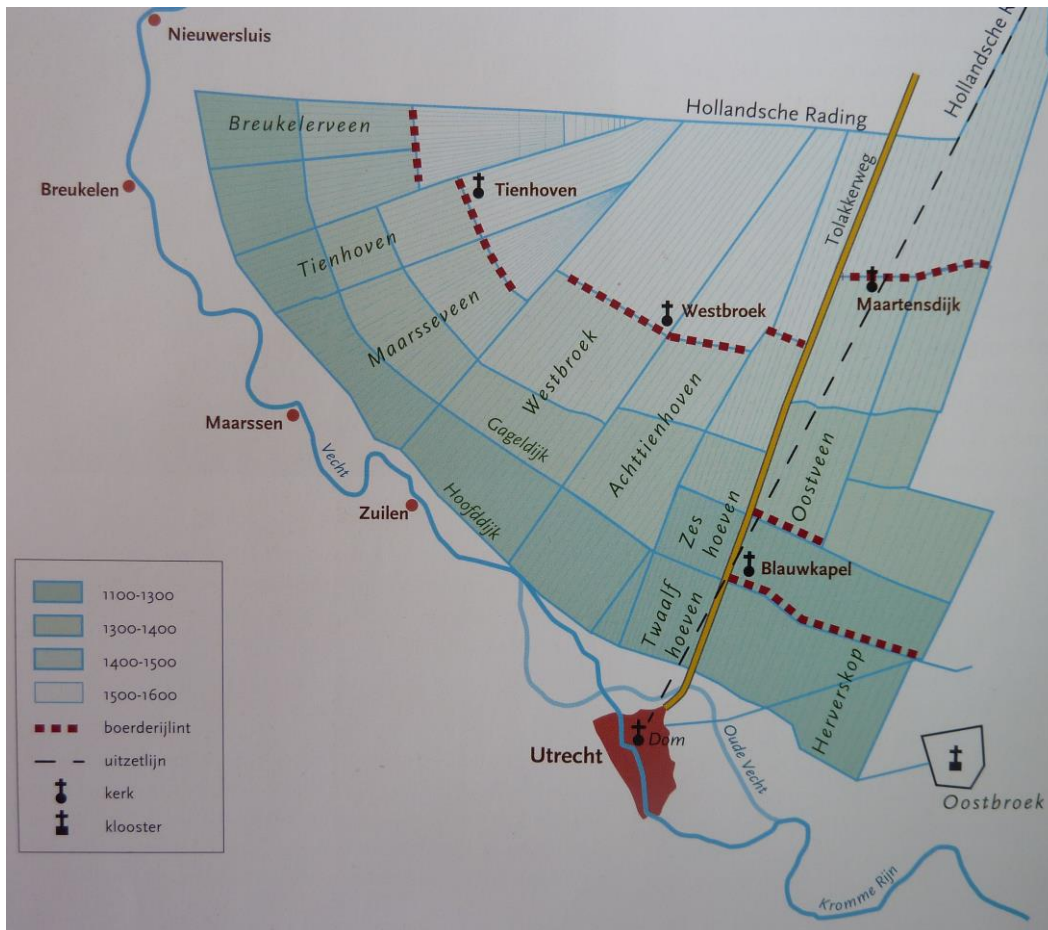 Nieuwersluis
Hollandsche Rading
Hollandsche R
Breukelerveen
Breukelen
Tienhoven
Tolakkerweg
Tienhoven
Maartensdijk
Westbroek
Maarsseveen
Westbroek
Maarssen
Vecht
Gageldijk
Achttienhoven
Oostveen
Zuilen
Hoofddijk
Zes
hoeven
Blauwkapel
Twaalf
hoeven
Herverskop
1100-1300
1300-1400
1400-1500
1500-1600
boerderijlint
uitzetlijn
kerk
klooster
Utrecht
Dom
Oude Vecht
Oostbroek
Kromme Rijn